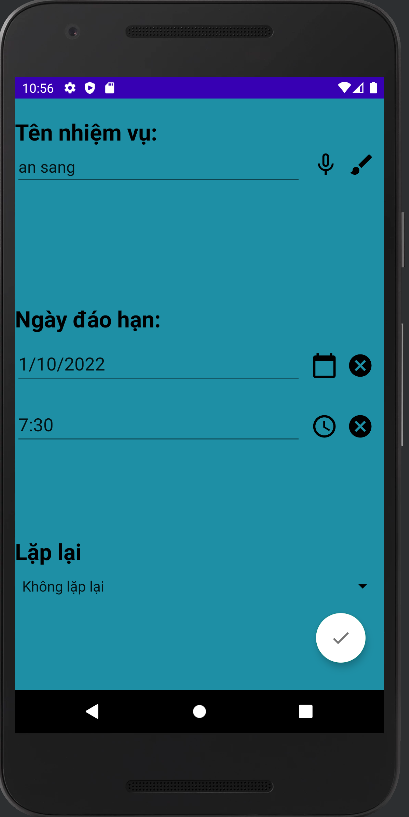 10:56
Tên nhiệm vụ:
an sang
Ngày đáo hạn:
1/10/2022
7:30
Lặp lại
Không lặp lại